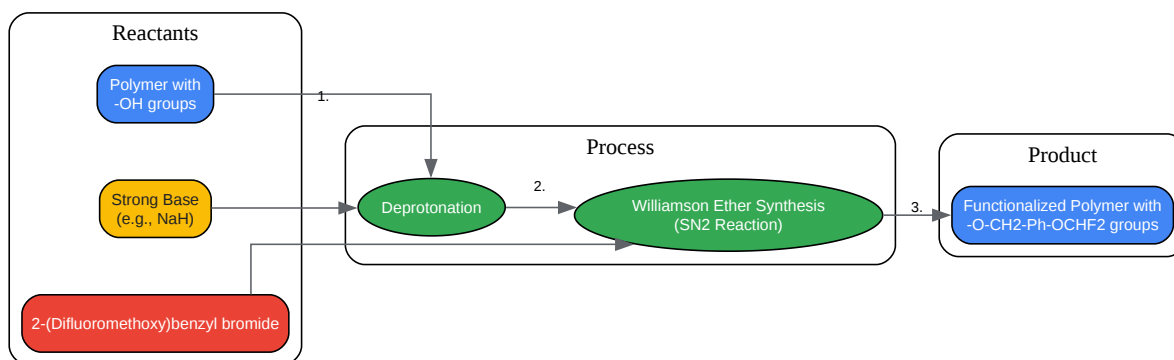 Reactants
Polymer with
-OH groups
1.
Strong Base
(e.g., NaH)
2-(Difluoromethoxy)benzyl bromide
Process
Deprotonation
2.
Williamson Ether Synthesis
(SN2 Reaction)
3.
Product
Functionalized Polymer with
-O-CH2-Ph-OCHF2 groups